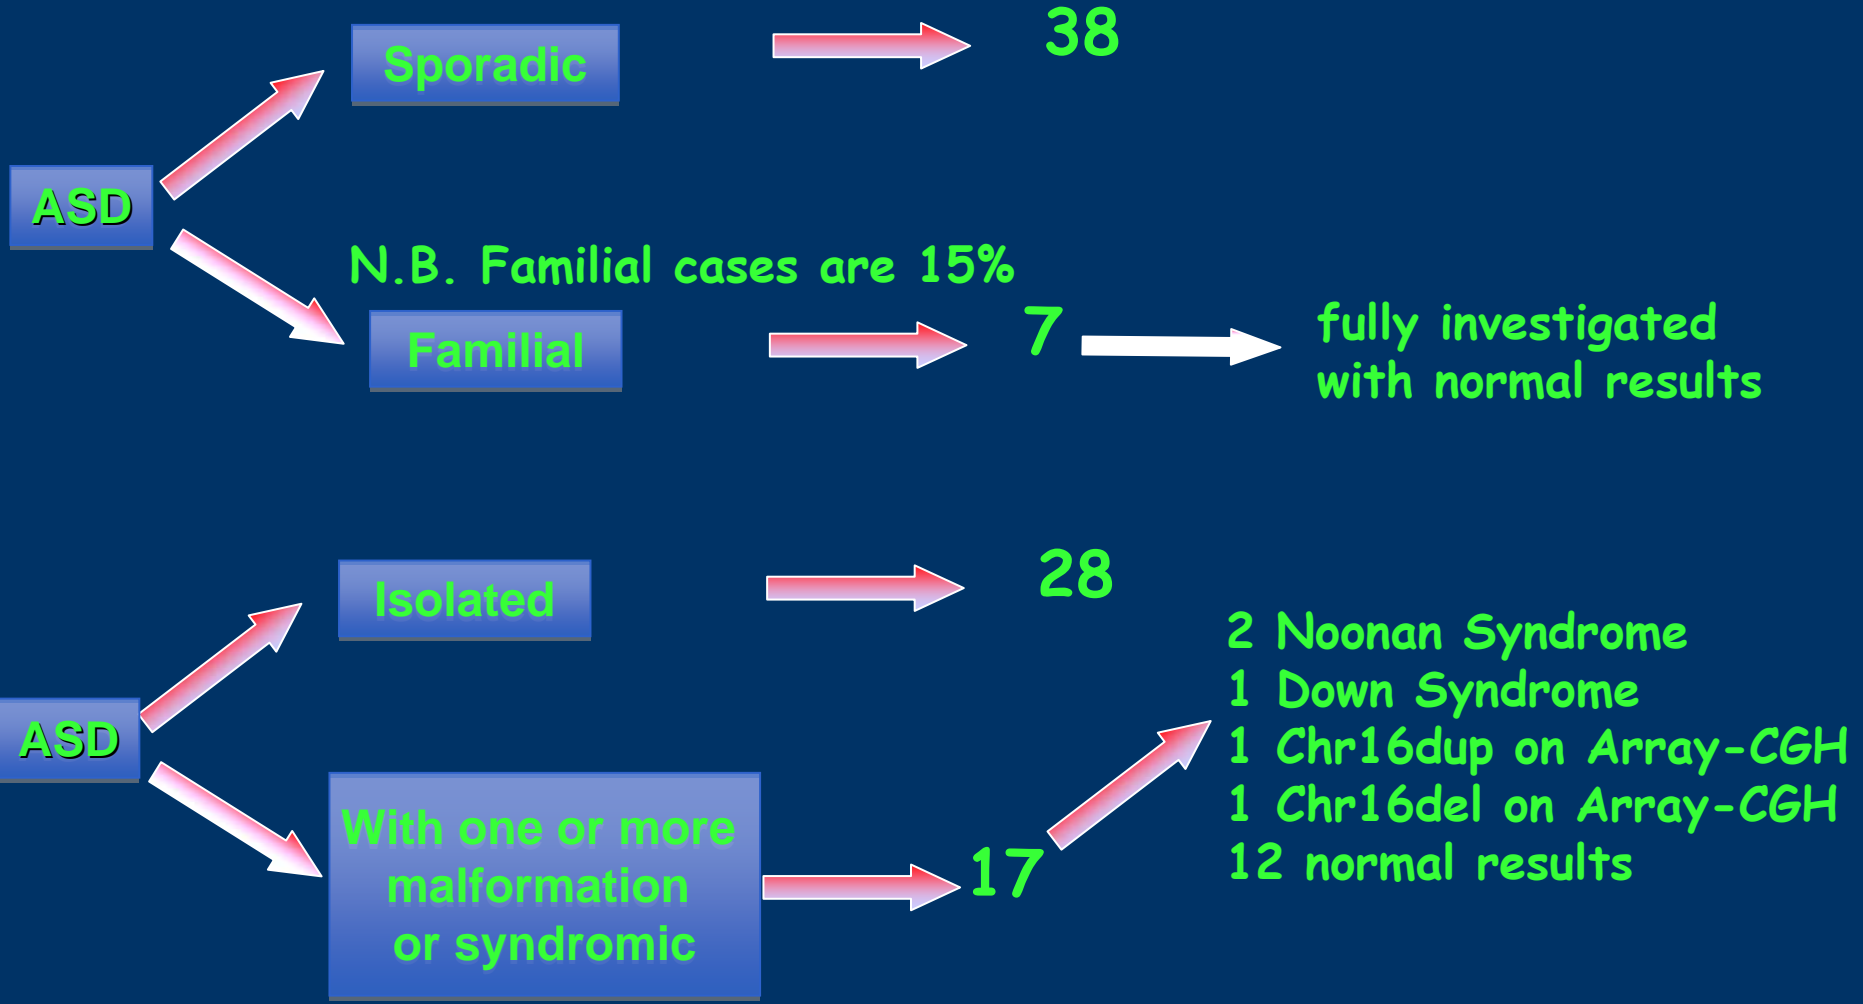 Sporadic
38
ASD
N.B. Familial cases are 15%
Familial
7
fully investigated
with normal results
Isolated
28
ASD
With one or more
malformation
or syndromic
17
2 Noonan Syndrome
1 Down Syndrome
1 Chr16dup on Array-CGH
1 Chr16del on Array-CGH
12 normal results